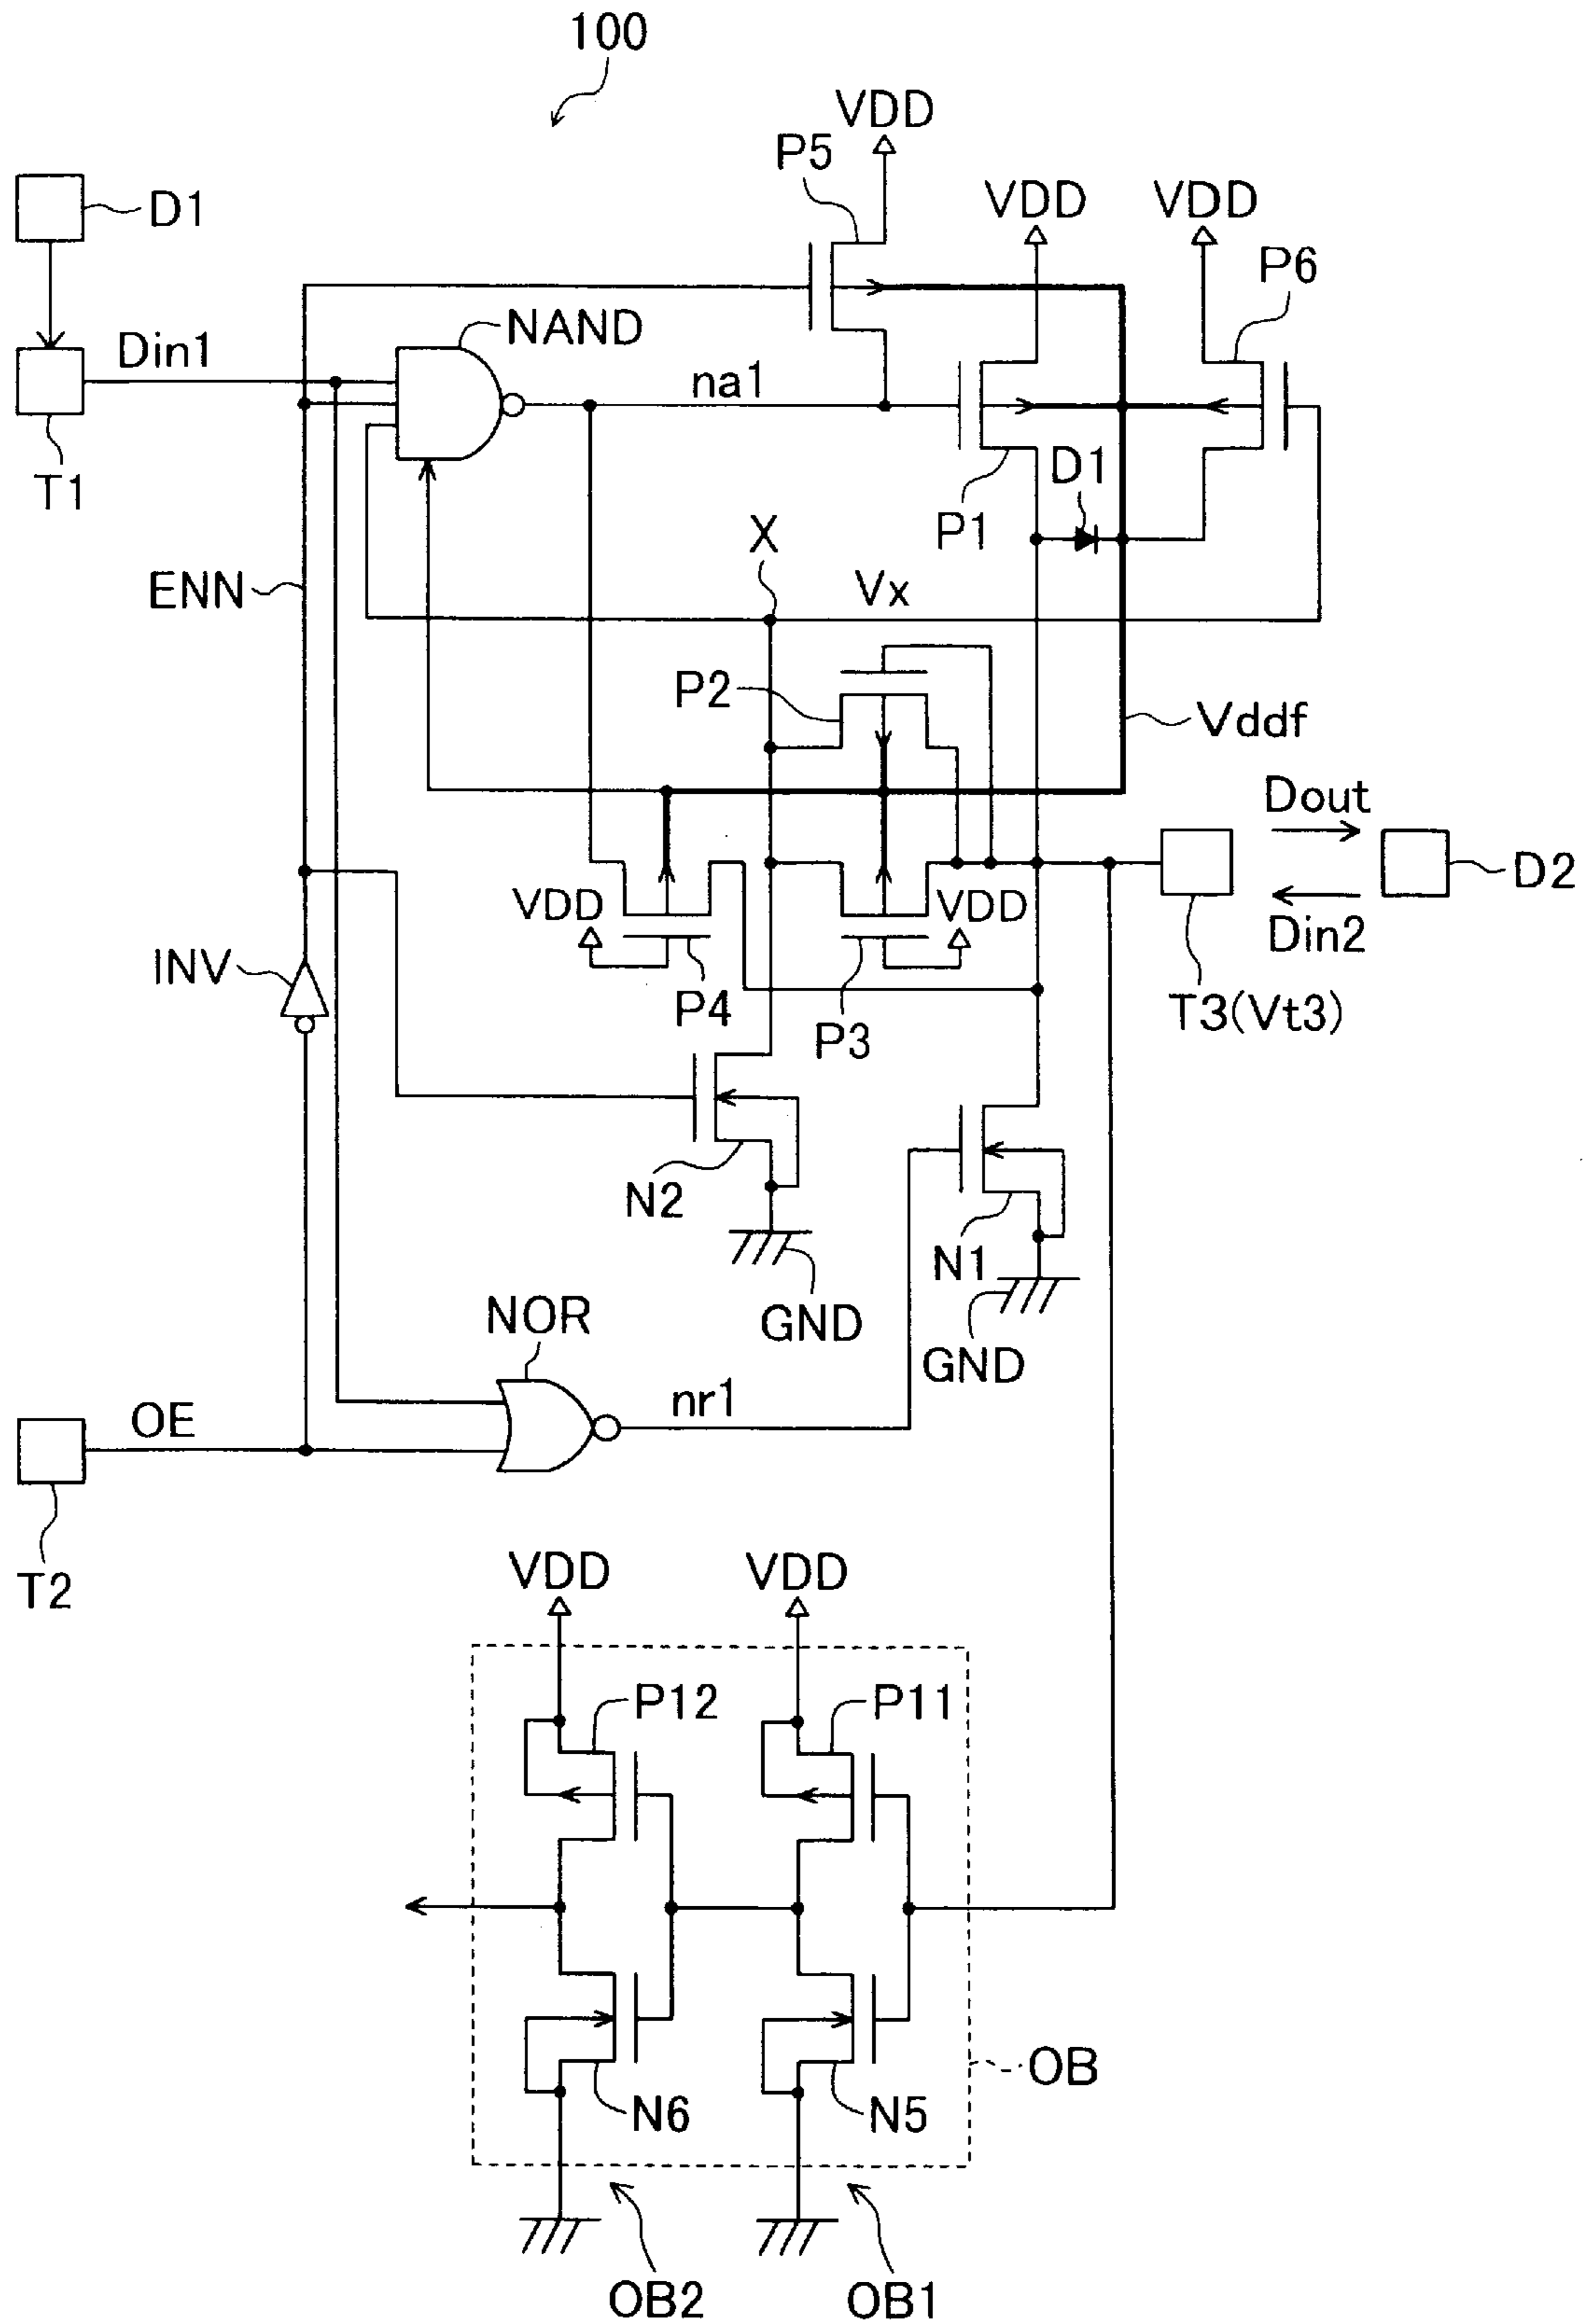 100
VDD
P5
VDD
VDD
D1
P6
Din1
NAND
na1
T1
D1
P1
X
ENN
Vx
P2
Vddf
Dout
VDD
VDD
D2
Din2
INV
P4
P3
T3(Vt3)
N2
N1
GND
NOR
GND
nr1
OE
VDD
VDD
T2
P12
P11
OB
N6
N5
OB2
OB1